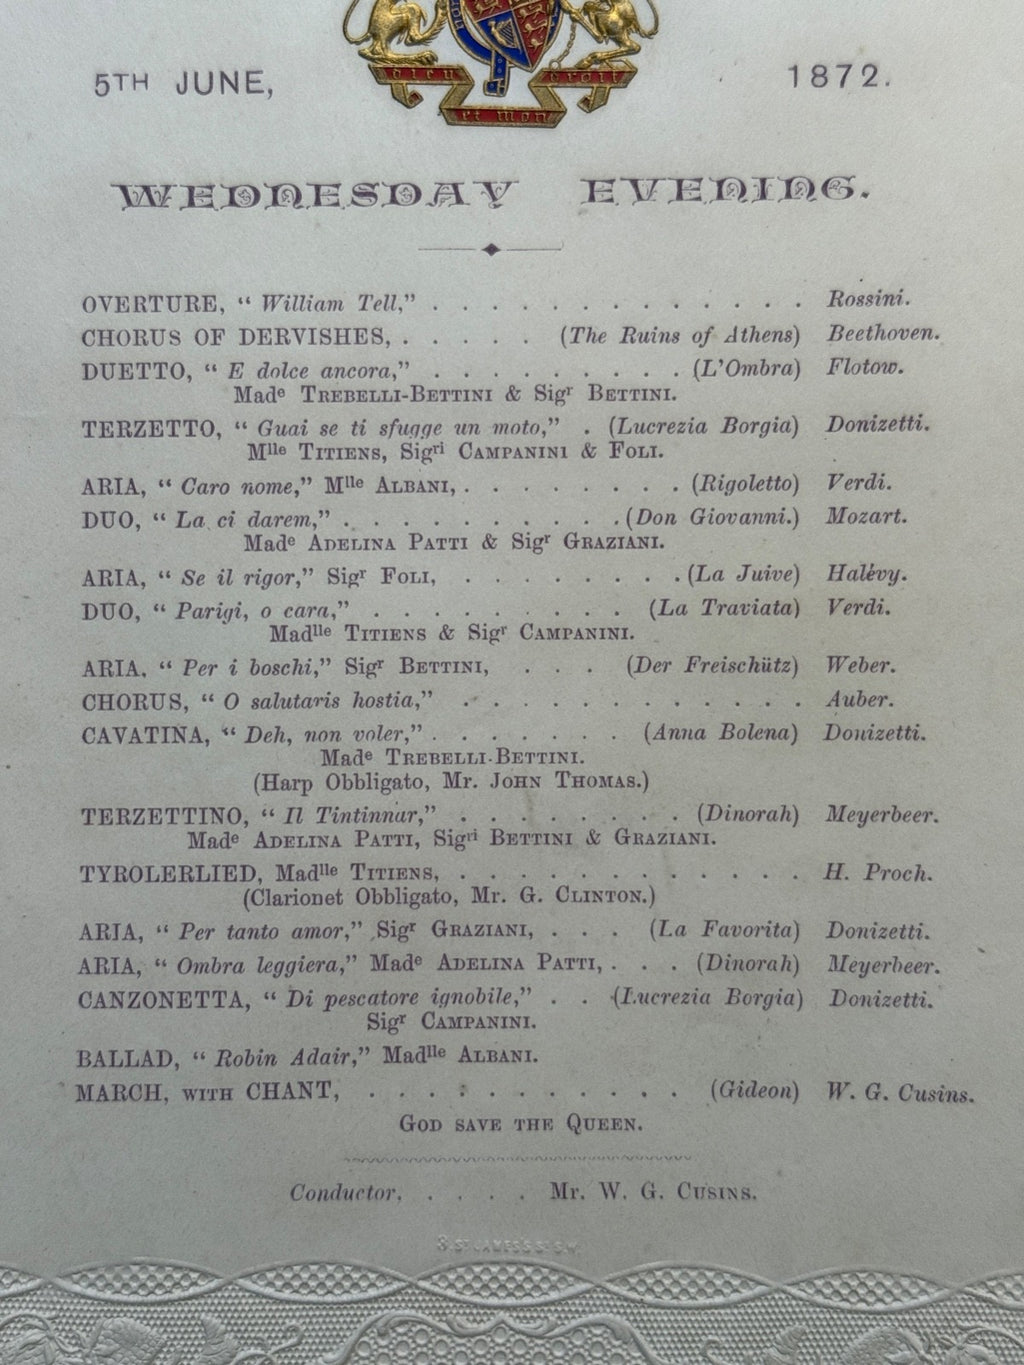 dieu droit
et mon
5TH JUNE, 1872.
WEDNESDAY EVENING.
OVERTURE, “ William Tell,” . . . . . . . . . . . . . Rossini.
CHORUS OF DERVISHES, . . . . . (The Ruins of Athens) Beethoven.
DUETTO, “ E dolce ancora,” . . . . . . . . . (L’Ombra) Flotow.
Madᵉ TREBELLI-BETTINI & Sigʳ BETTINI.
TERZETTO, “ Guai se ti sfugge un moto,” . (Lucrezia Borgia) Donizetti.
Mˡˡᵉ TITIENS, Sigʳⁱ CAMPANINI & FOLI.
ARIA, “ Caro nome,” Mˡˡᵉ ALBANI, . . . . . . . . (Rigoletto) Verdi.
DUO, “ La ci darem,” . . . . . . . . . . . (Don Giovanni.) Mozart.
Madᵉ ADELINA PATTI & Sigʳ GRAZIANI.
ARIA, “ Se il rigor,” Sigʳ FOLI, . . . . . . . . . (La Juive) Halévy.
DUO, “ Parigi, o cara,” . . . . . . . . . . (La Traviata) Verdi.
Madˡˡᵉ TITIENS & Sigʳ CAMPANINI.
ARIA. “ Per i boschi,” Sigʳ BETTINI, . . . . (Der Freischütz) Weber.
CHORUS, “ O salutaris hostia,” . . . . . . . . . . . . . Auber.
CAVATINA, “ Deh, non voler,” . . . . . . . . (Anna Bolena) Donizetti.
Madᵉ TREBELLI-BETTINI.
(Harp Obbligato, Mr. JOHN THOMAS.)
TERZETTINO, “ Il Tintinnar,” . . . . . . . . (Dinorah) Meyerbeer.
Madᵉ ADELINA PATTI, Sigʳⁱ BETTINI & GRAZIANI.
TYROLERLIED, Madˡˡᵉ TITIENS, . . . . . . . . . . . . . H. Proch.
(Clarionet Obbligato, Mr. G. CLINTON.)
ARIA, “ Per tanto amor,” Sigʳ GRAZIANI, . . . (La Favorita) Donizetti.
ARIA, “ Ombra leggiera,” Madᵉ ADELINA PATTI, . . . (Dinorah) Meyerbeer.
CANZONETTA, “ Di pescatore ignobile,” . . (Lucrezia Borgia) Donizetti.
Sigʳ CAMPANINI.
BALLAD, “ Robin Adair,” Madˡˡᵉ ALBANI.
MARCH, WITH CHANT, . . . . . . . . . . . (Gideon) W. G. Cusins.
GOD SAVE THE QUEEN.
Conductor, . . . . Mr. W. G. CUSINS.
ST JAMES'S ST S.W.